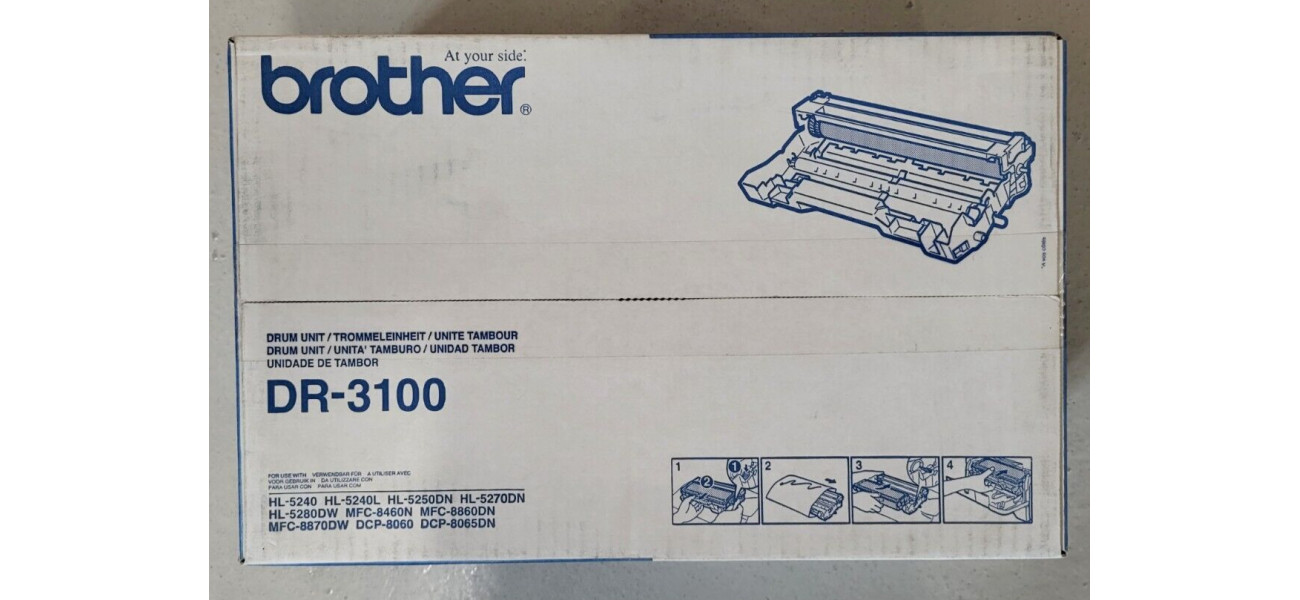 At your side.
brother®
DRUM UNIT / TROMMELEINHEIT / UNITE TAMBOUR
DRUM UNIT / UNITA' TAMBURO / UNIDAD TAMBOR
UNIDADE DE TAMBOR
DR-3100
FOR USE WITH VERWENDBAR FÜR A UTILISER AVEC
VOOR GEBRUIK IN DA UTILIZZARE CON
PARA USAR CON PARA USAR COM
HL-5240 HL-5240L HL-5250DN HL-5270DN
HL-5280DW MFC-8460N MFC-8860DN
MFC-8870DW DCP-8060 DCP-8065DN
1 1 2
2
3
4